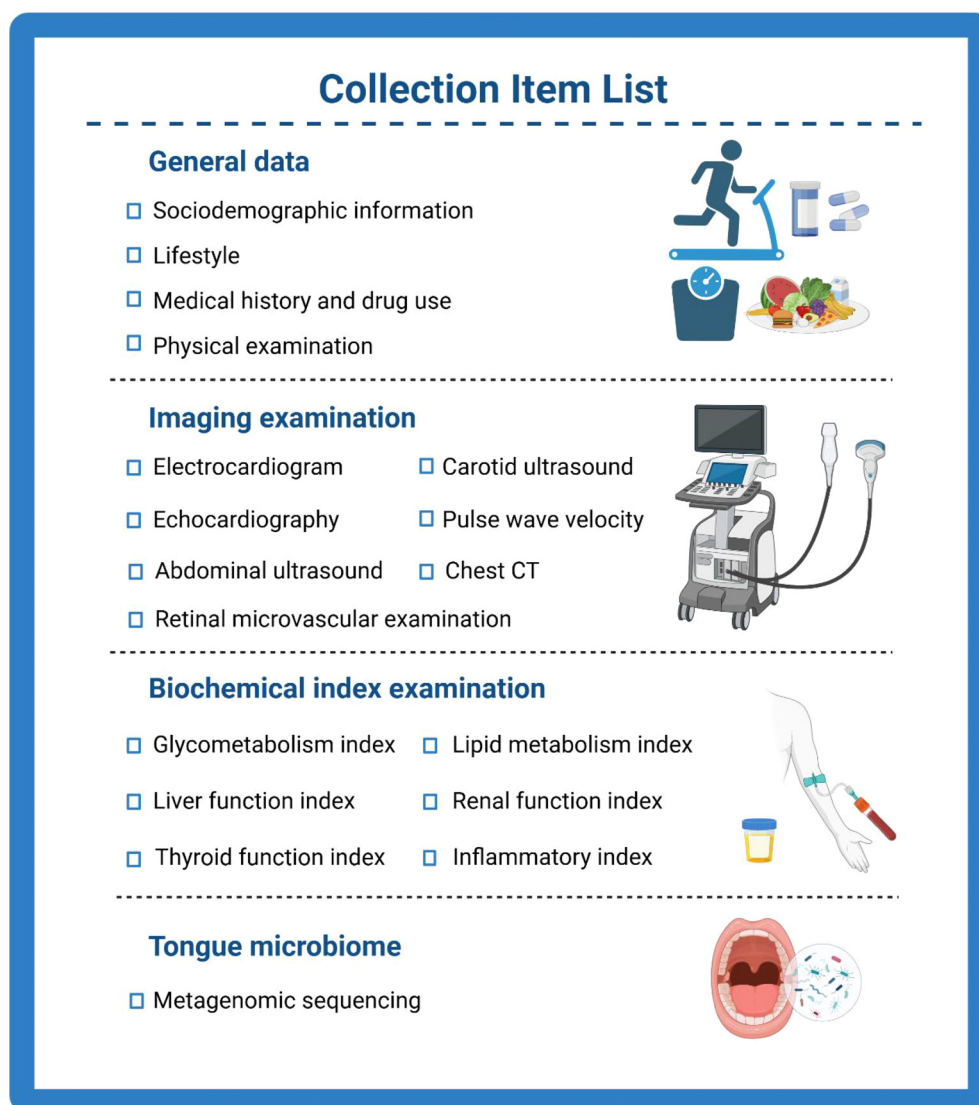 Collection Item List
General data
Sociodemographic information
Lifestyle
Medical history and drug use
Physical examination
Imaging examination
Electrocardiogram
Carotid ultrasound
Echocardiography
Pulse wave velocity
Abdominal ultrasound
Chest CT
Retinal microvascular examination
Biochemical index examination
Glycometabolism index
Lipid metabolism index
Liver function index
Renal function index
Thyroid function index
Inflammatory index
Tongue microbiome
Metagenomic sequencing